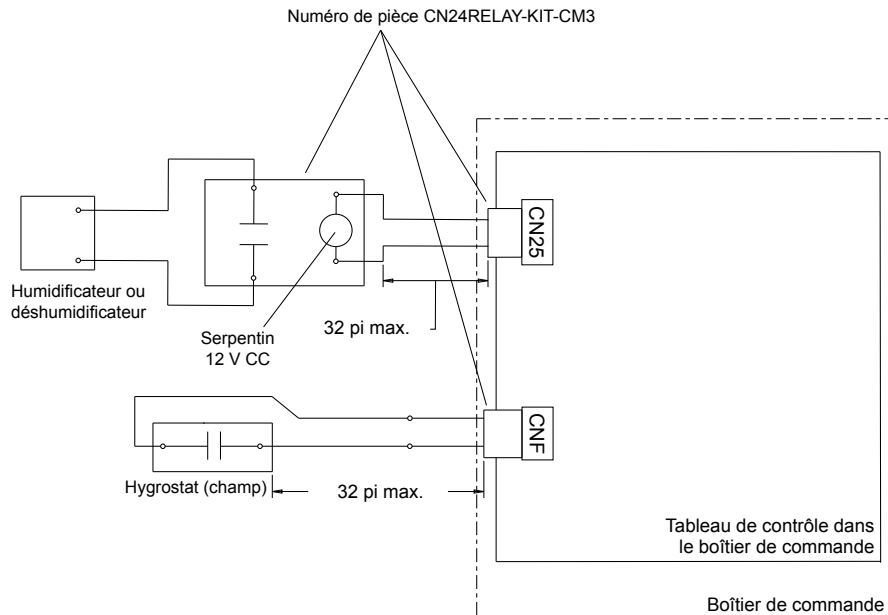 Numéro de pièce CN24RELAY-KIT-CM3
CN25
Humidificateur ou
déshumidificateur
Serpentin
12 V CC
32 pi max.
CNF
Hygrostat (champ)
32 pi max.
Tableau de contrôle dans
le boîtier de commande
Boîtier de commande